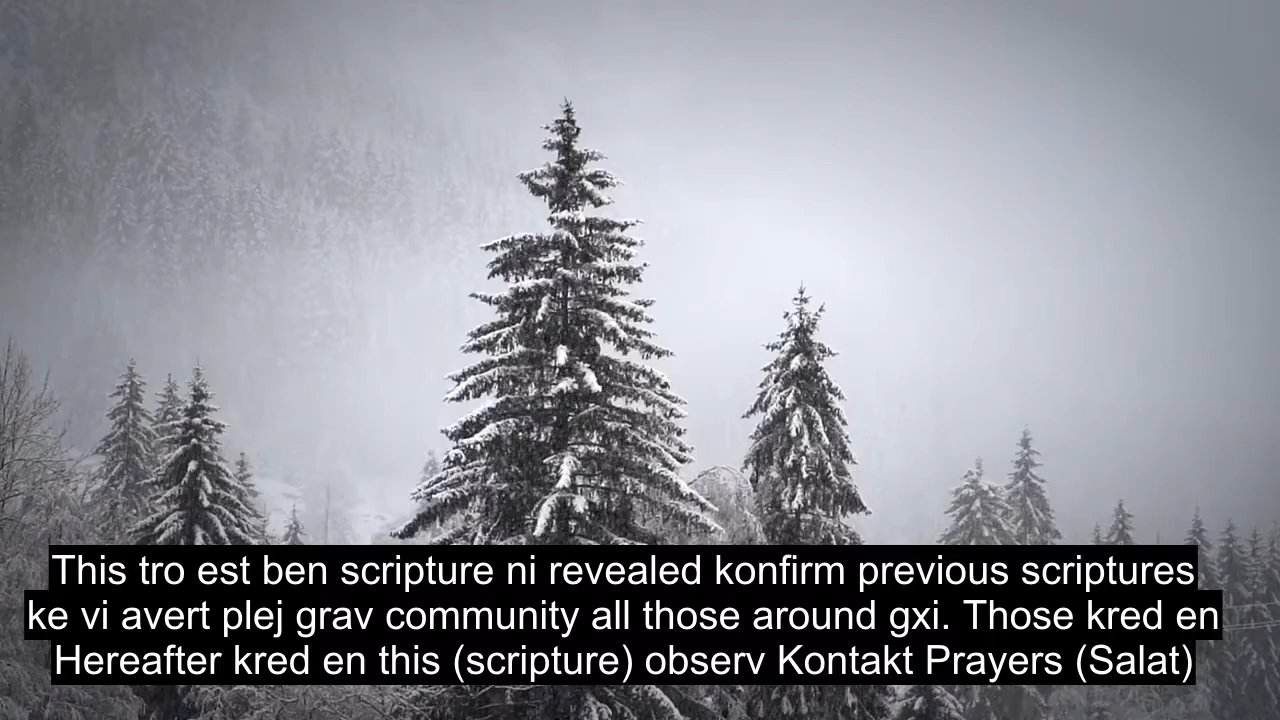 This tro est ben scripture ni revealed konfirm previous scriptures
ke vi avert plej grav community all those around gxi. Those kred en
Hereafter kred en this (scripture) observ Kontakt Prayers (Salat)